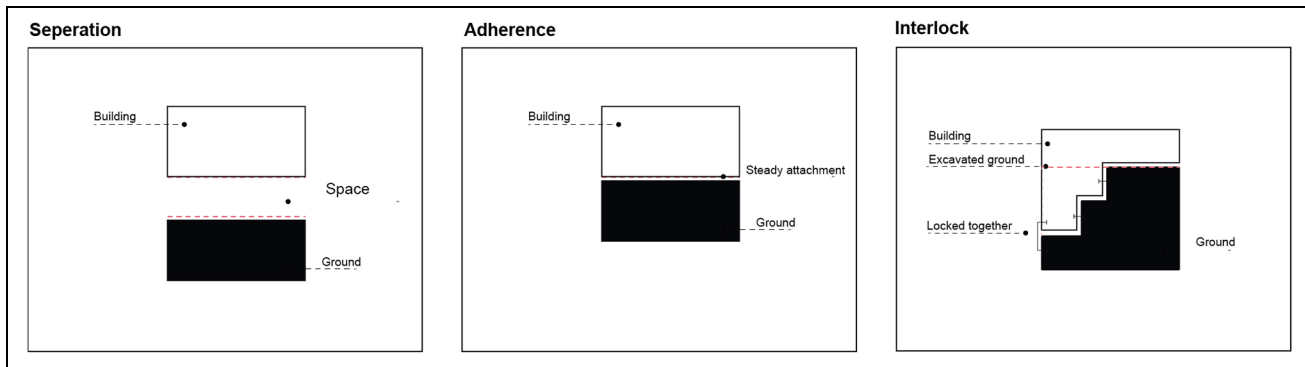 Seperation
Building
Space
Ground
Adherence
Building
Steady attachment
Ground
Interlock
Building
Excavated ground
Locked together
Ground